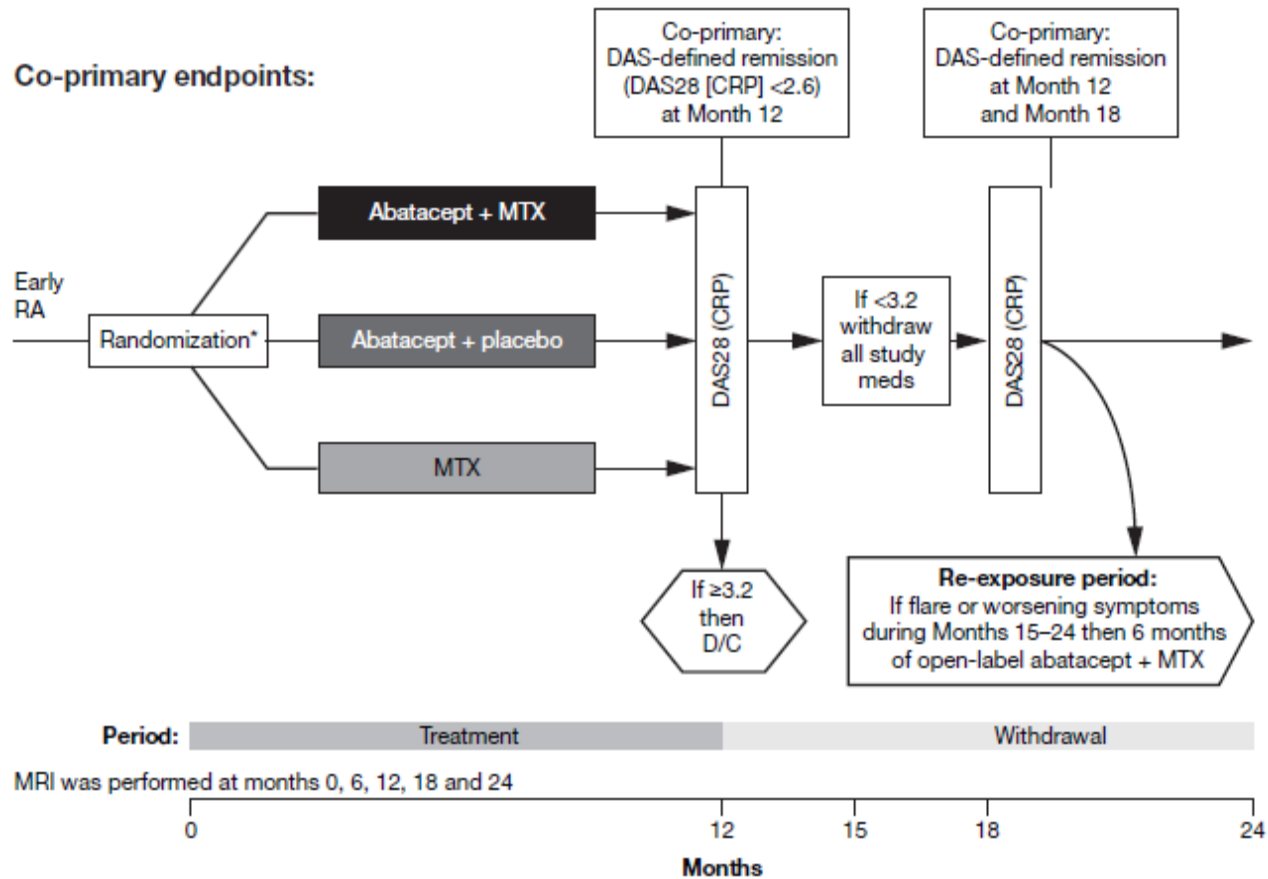 Co-primary endpoints:
Co-primary:
DAS-defined remission
(DAS28 [CRP] <2.6)
at Month 12
Co-primary:
DAS-defined remission
at Month 12
and Month 18
Early
RA
Randomization*
Abatacept + MTX
Abatacept + placebo
MTX
DAS28 (CRP)
If <3.2
withdraw
all study
meds
DAS28 (CRP)
If ≥3.2
then
D/C
Re-exposure period:
If flare or worsening symptoms
during Months 15–24 then 6 months
of open-label abatacept + MTX
Period: Treatment Withdrawal
MRI was performed at months 0, 6, 12, 18 and 24
0 12 15 18 24
Months